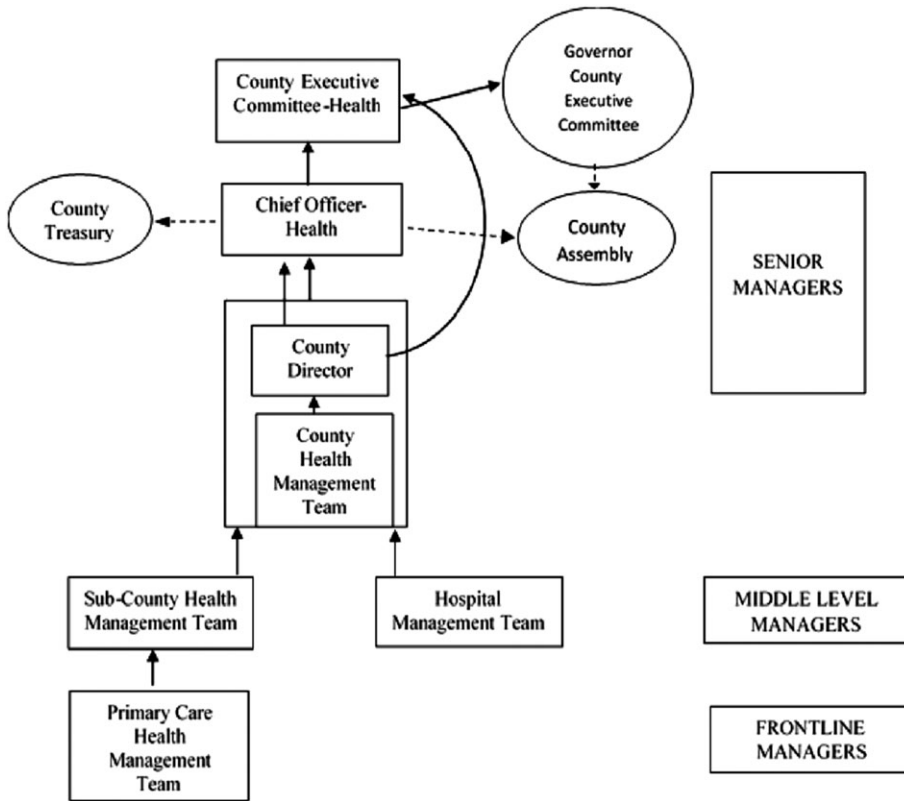 Governor
County
Executive
Committee
County Executive
Committee-Health
County
Treasury
Chief Officer-
Health
County
Assembly
SENIOR
MANAGERS
County
Director
County
Health
Management
Team
Sub-County Health
Management Team
Hospital
Management Team
MIDDLE LEVEL
MANAGERS
Primary Care
Health
Management
Team
FRONTLINE
MANAGERS